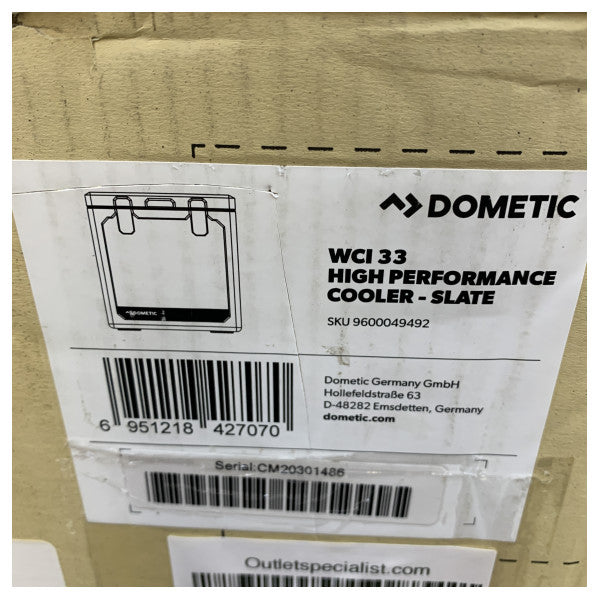 DOMETIC
WCI 33
HIGH PERFORMANCE
COOLER - SLATE
SKU 9600049492
DOMETIC
Dometic Germany GmbH
Hollefeldstraße 63
D-48282 Emsdetten, Germany
dometic.com
6 951218 427070
Serial:CM20301486
Outletspecialist.com